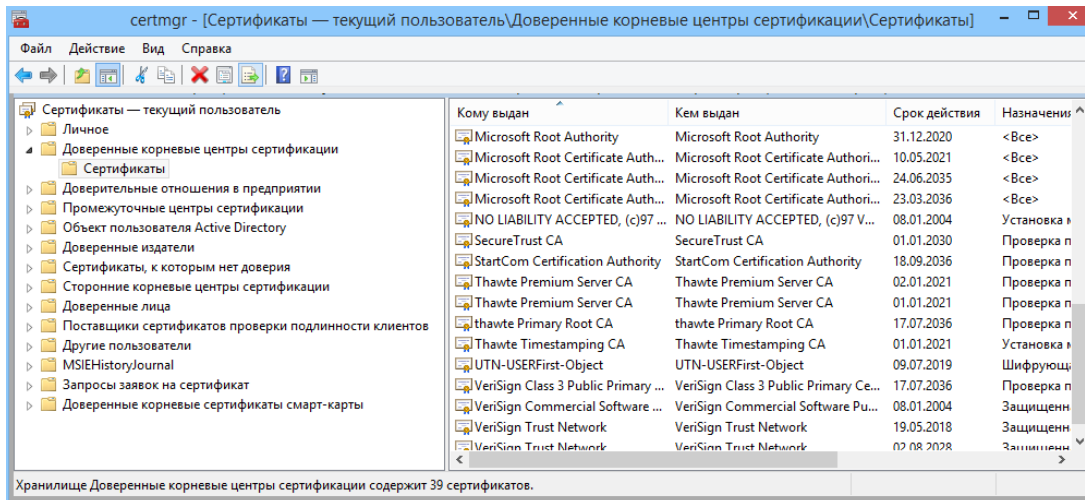 certmgr - [Сертификаты — текущий пользователь\Доверенные корневые центры сертификации\Сертификаты]
Файл Действие Вид Справка
Сертификаты — текущий пользователь
Личное
Доверенные корневые центры сертификации
Сертификаты
Доверительные отношения в предприятии
Промежуточные центры сертификации
Объект пользователя Active Directory
Доверенные издатели
Сертификаты, к которым нет доверия
Сторонние корневые центры сертификации
Доверенные лица
Поставщики сертификатов проверки подлинности клиентов
Другие пользователи
MSIEHistoryJournal
Запросы заявок на сертификат
Доверенные корневые сертификаты смарт-карты
Кому выдан Кем выдан Срок действия Назначения
Microsoft Root Authority Microsoft Root Authority 31.12.2020 <Все>
Microsoft Root Certificate Auth... Microsoft Root Certificate Authori... 10.05.2021 <Все>
Microsoft Root Certificate Auth... Microsoft Root Certificate Authori... 24.06.2035 <Все>
Microsoft Root Certificate Auth... Microsoft Root Certificate Authori... 23.03.2036 <Все>
NO LIABILITY ACCEPTED, (c)97 ... NO LIABILITY ACCEPTED, (c)97 V... 08.01.2004 Установка м
SecureTrust CA SecureTrust CA 01.01.2030 Проверка п
StartCom Certification Authority StartCom Certification Authority 18.09.2036 Проверка п
Thawte Premium Server CA Thawte Premium Server CA 02.01.2021 Проверка п
Thawte Premium Server CA Thawte Premium Server CA 01.01.2021 Проверка п
thawte Primary Root CA thawte Primary Root CA 17.07.2036 Проверка п
Thawte Timestamping CA Thawte Timestamping CA 01.01.2021 Установка м
UTN-USERFirst-Object UTN-USERFirst-Object 09.07.2019 Шифрующа
VeriSign Class 3 Public Primary ... VeriSign Class 3 Public Primary Ce... 17.07.2036 Проверка п
VeriSign Commercial Software ... VeriSign Commercial Software Pu... 08.01.2004 Защищенн
VeriSign Trust Network VeriSign Trust Network 19.05.2018 Защищенн
VeriSign Trust Network VeriSign Trust Network 02.08.2028 Защищенн
Хранилище Доверенные корневые центры сертификации содержит 39 сертификатов.